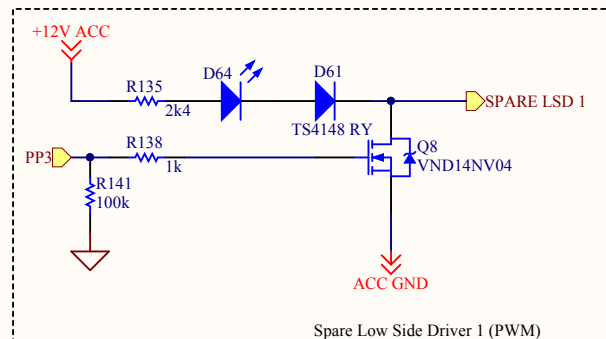 +12V ACC
D64
D61
R135
2k4
TS4148 RY
SPARE LSD 1
PP3
R138
1k
Q8
VND14NV04
R141
100k
ACC GND
Spare Low Side Driver 1 (PWM)